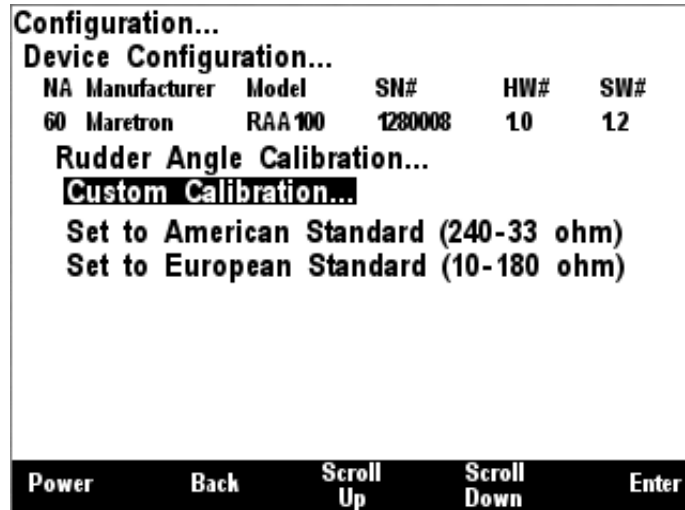 Configuration...
Device Configuration...
NA Manufacturer Model SN# HW# SW#
60 Maretron RAA100 1280008 1.0 1.2
Rudder Angle Calibration...
Custom Calibration...
Set to American Standard (240-33 ohm)
Set to European Standard (10-180 ohm)
Power Back Scroll Up Scroll Down Enter